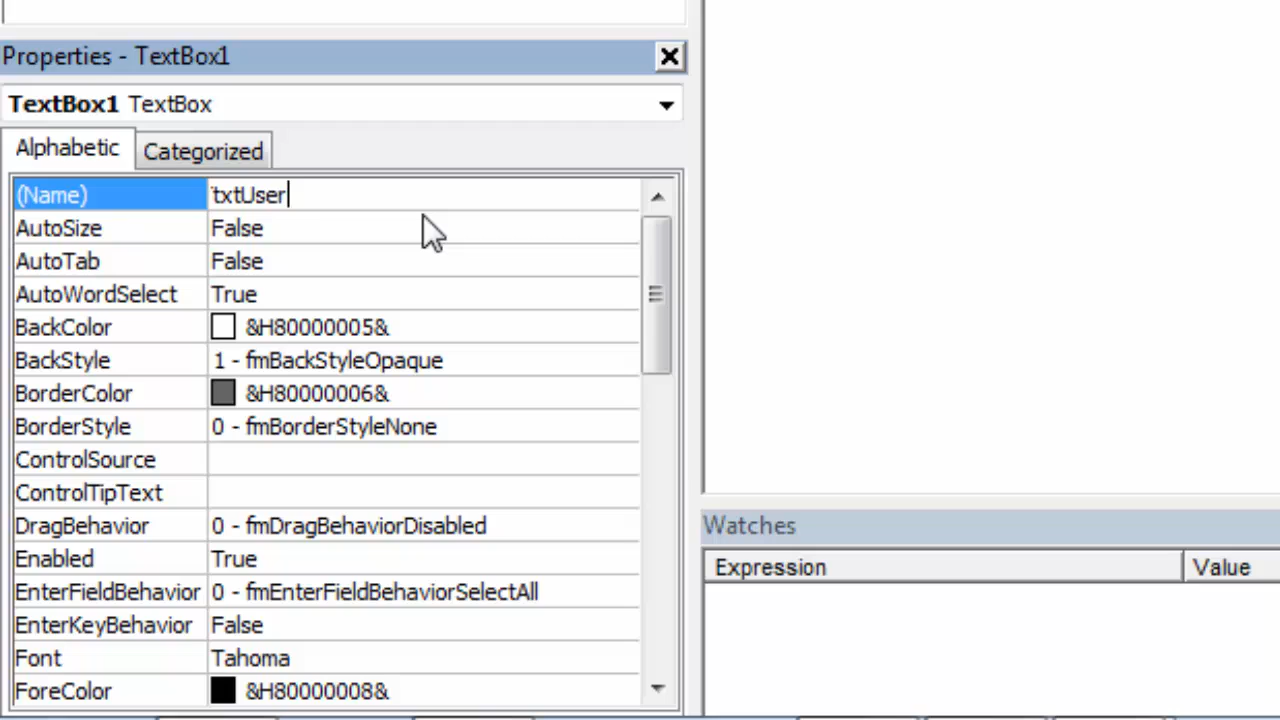 Properties - TextBox1
TextBox1 TextBox
Alphabetic Categorized
(Name) txtUser
AutoSize False
AutoTab False
AutoWordSelect True
BackColor &H80000005&
BackStyle 1 - fmBackStyleOpaque
BorderColor &H80000006&
BorderStyle 0 - fmBorderStyleNone
ControlSource
ControlTipText
DragBehavior 0 - fmDragBehaviorDisabled
Enabled True
EnterFieldBehavior 0 - fmEnterFieldBehaviorSelectAll
EnterKeyBehavior False
Font Tahoma
ForeColor &H80000008&
Watches
Expression Value